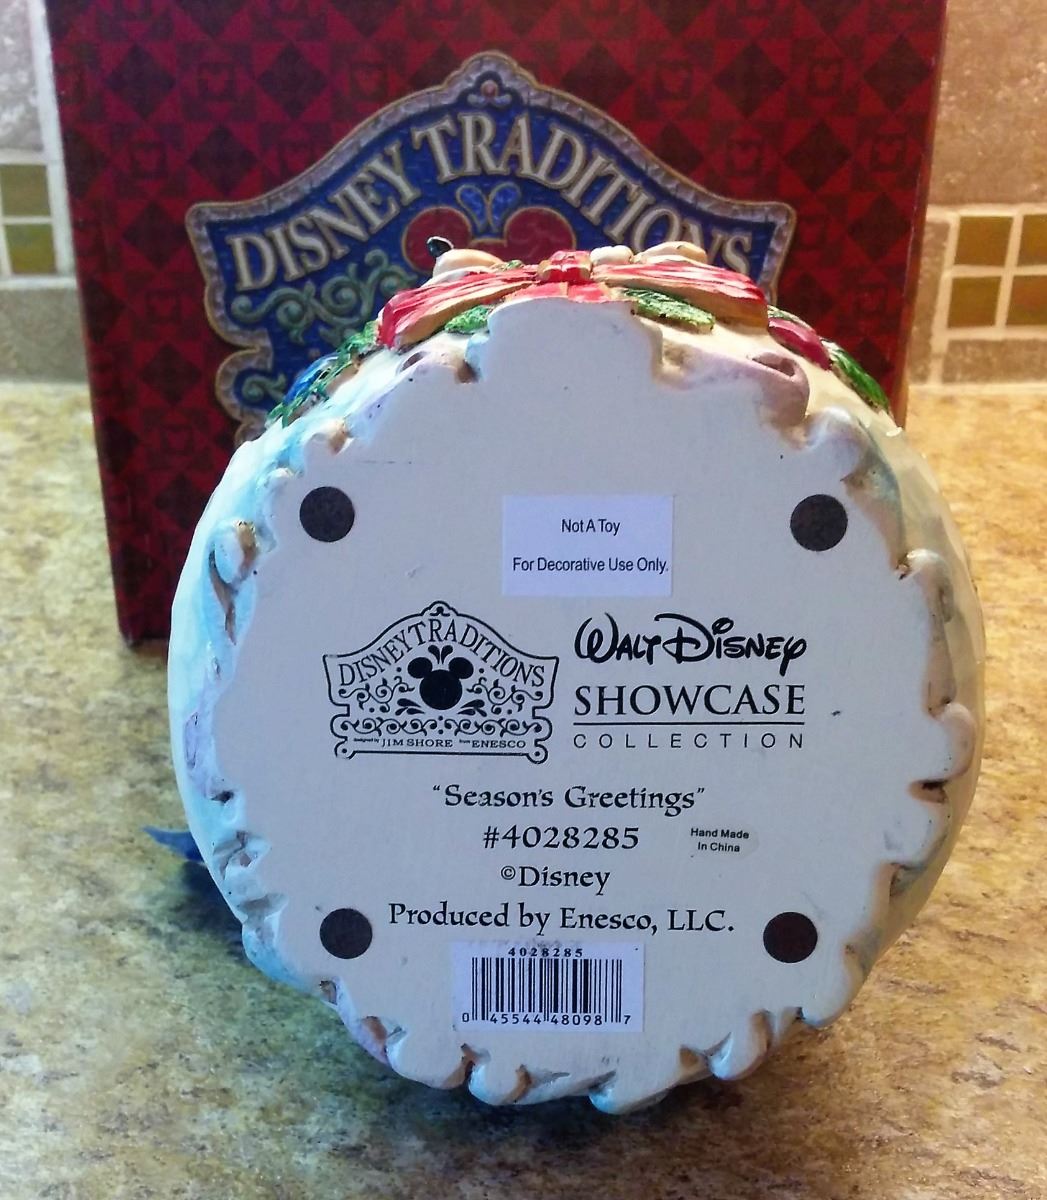 DISNEY TRADITIONS
Not A Toy
For Decorative Use Only.
DISNEY TRADITIONS
designed by JIM SHORE from ENESCO
WALT DISNEY
SHOWCASE
COLLECTION
"Season's Greetings"
#4028285
Hand Made
In China
©Disney
Produced by Enesco, LLC.
4028285
0 45544 48098 7